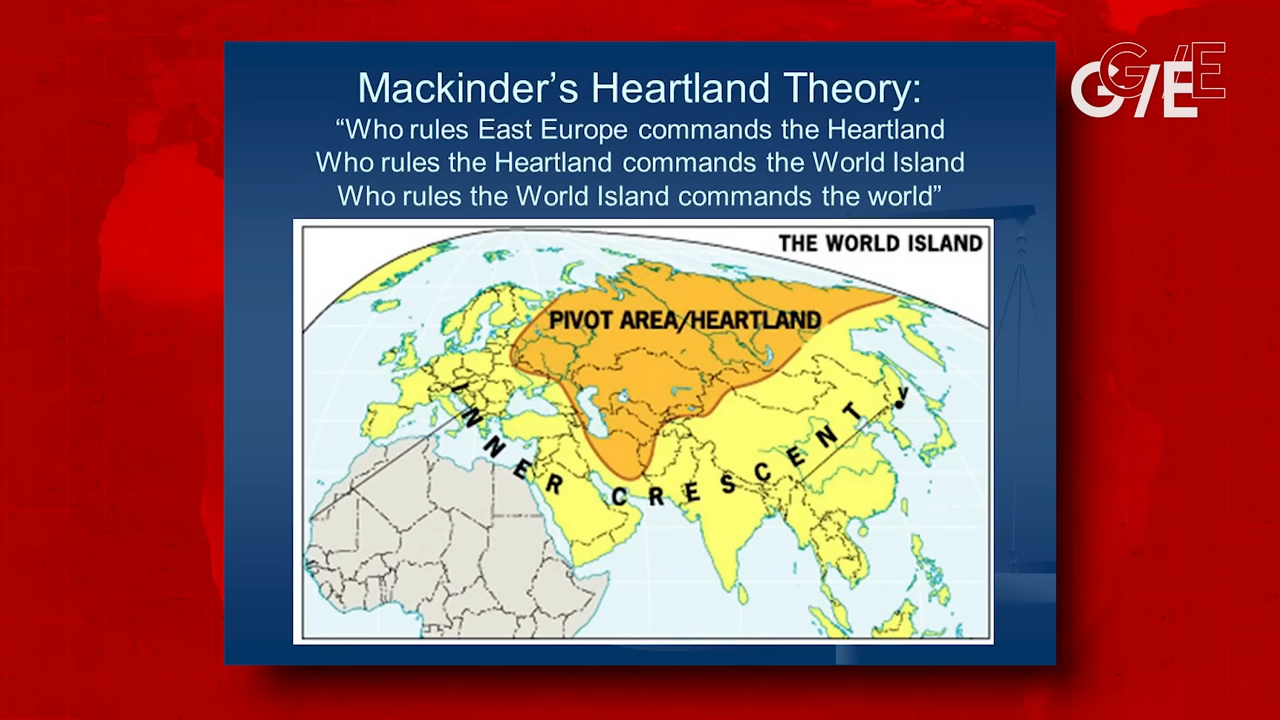 G/E
G/E
Mackinder's Heartland Theory:
“Who rules East Europe commands the Heartland
Who rules the Heartland commands the World Island
Who rules the World Island commands the world”
THE WORLD ISLAND
PIVOT AREA/HEARTLAND
INNER CRESCENT